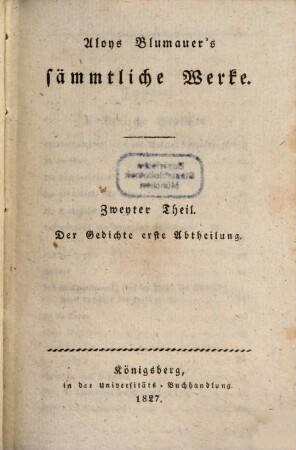 Aloys Blumauer's
sämmtliche Werke.
Zweyter Theil.
Der Gedichte erste Abtheilung.
Königsberg,
in der Universitäts-Buchhandlung.
1827.